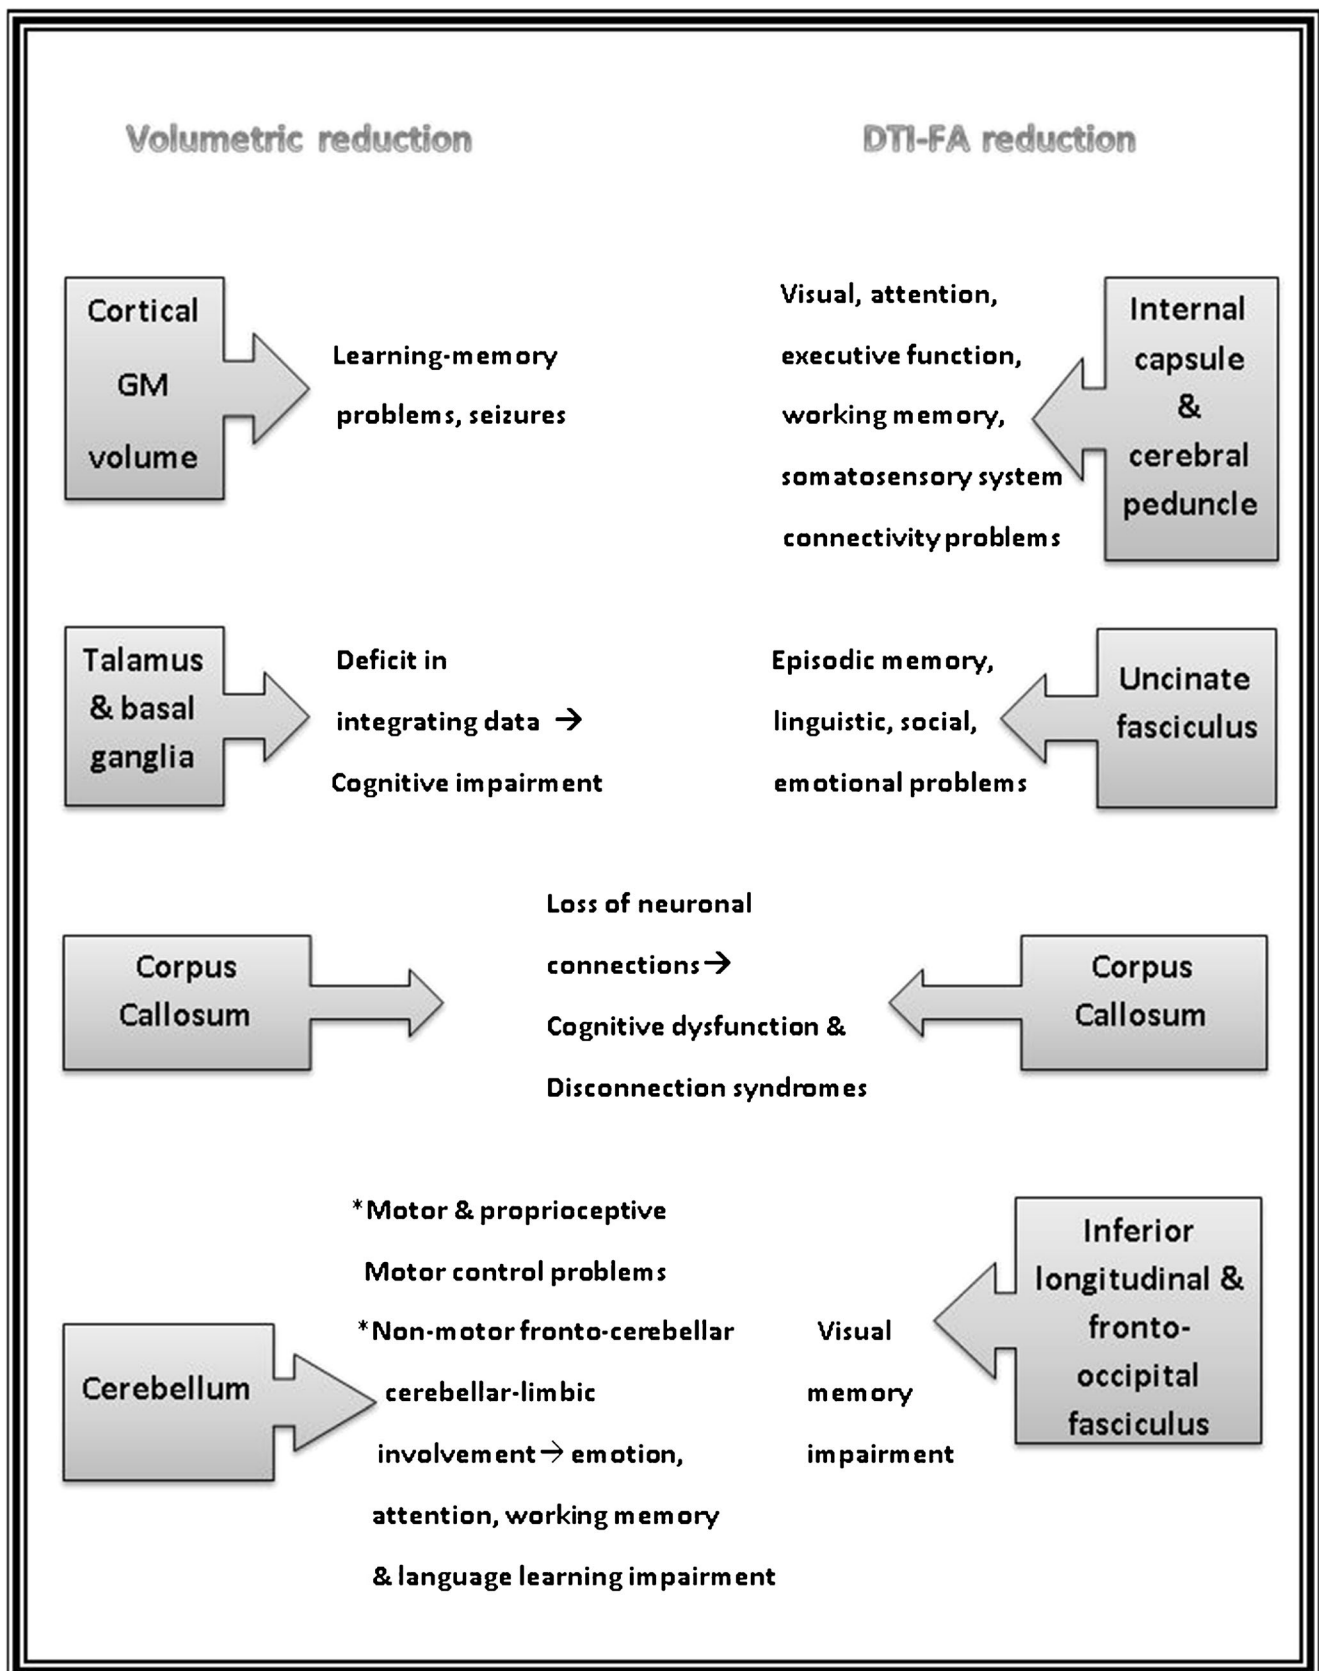 Volumetric reduction
DTI-FA reduction
Cortical
GM
volume
Learning-memory
problems, seizures
Visual, attention,
executive function,
working memory,
somatosensory system
connectivity problems
Internal
capsule
&
cerebral
peduncle
Talamus
& basal
ganglia
Deficit in
integrating data →
Cognitive impairment
Episodic memory,
linguistic, social,
emotional problems
Uncinate
fasciculus
Corpus
Callosum
Loss of neuronal
connections→
Cognitive dysfunction &
Disconnection syndromes
Corpus
Callosum
Cerebellum
*Motor & proprioceptive
Motor control problems
*Non-motor fronto-cerebellar
cerebellar-limbic
involvement→ emotion,
attention, working memory
& language learning impairment
Visual
memory
impairment
Inferior
longitudinal &
fronto-
occipital
fasciculus